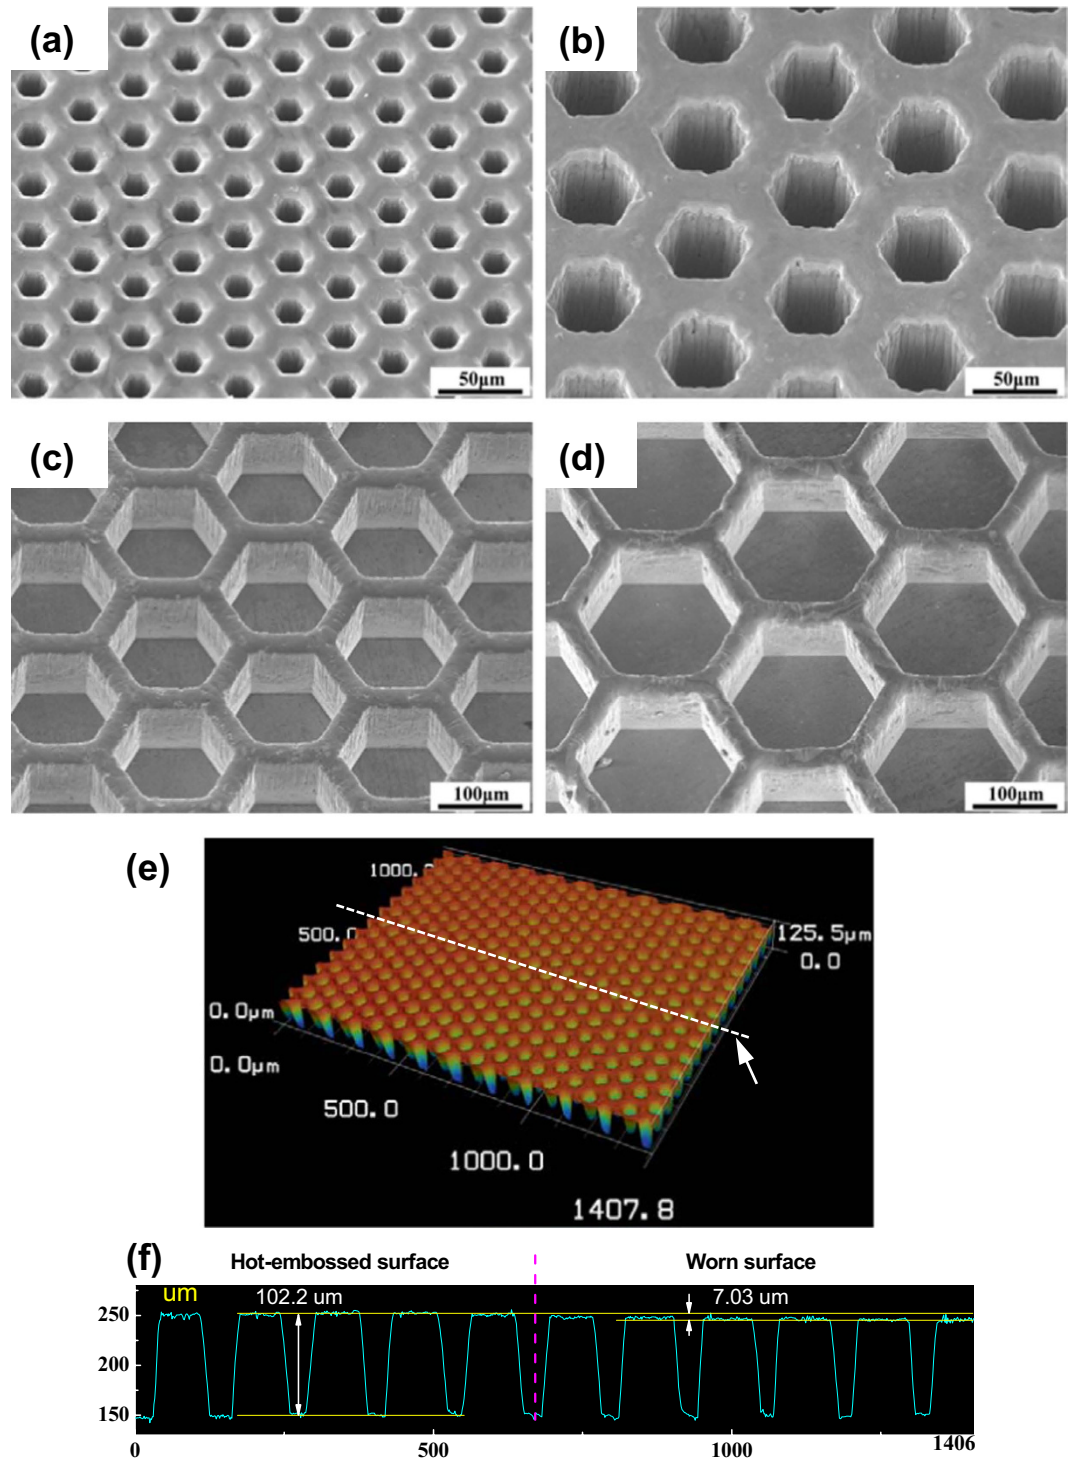 (a)
(b)
50μm
50μm
(c)
(d)
100μm
100μm
(e)
1000.
500.0
0.0μm
0.0μm
500.0
1000.0
1407.8
125.5μm
0.0
(f)
Hot-embossed surface
Worn surface
um
102.2 um
7.03 um
250
200
150
0
500
1000
1406